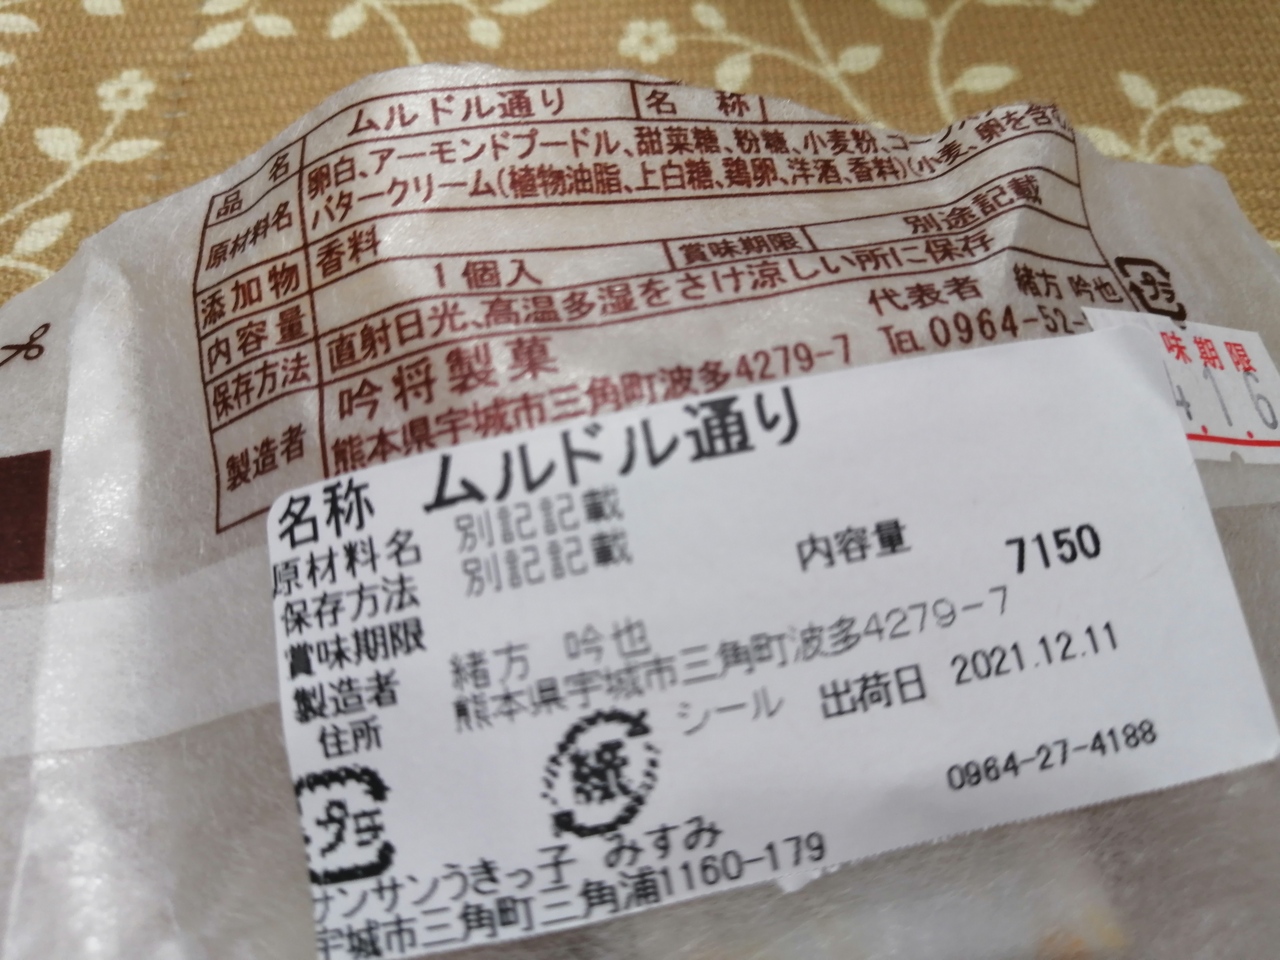 品名 ムルドル通り 名称
原材料名 卵白、アーモンドプードル、甜菜糖、粉糖、小麦粉、コー
バタークリーム(植物油脂、上白糖、鶏卵、洋酒、香料)(小麦、卵を含む
添加物 香料
内容量 1個入 賞味期限 別途記載
保存方法 直射日光、高温多湿をさけ涼しい所に保存
製造者 吟将製菓 代表者 緒方 吟也
熊本県宇城市三角町波多4279-7 TEL 0964-52-
プラ
味期限
4.1.6
名称 ムルドル通り
原材料名 別記記載
保存方法 別記記載
内容量 7150
賞味期限
製造者 緒方 吟也
住所 熊本県宇城市三角町波多4279-7
シール 出荷日 2021.12.11
プラ 紙
0964-27-4188
サンサンうきっ子 みすみ
宇城市三角町三角浦1160-179